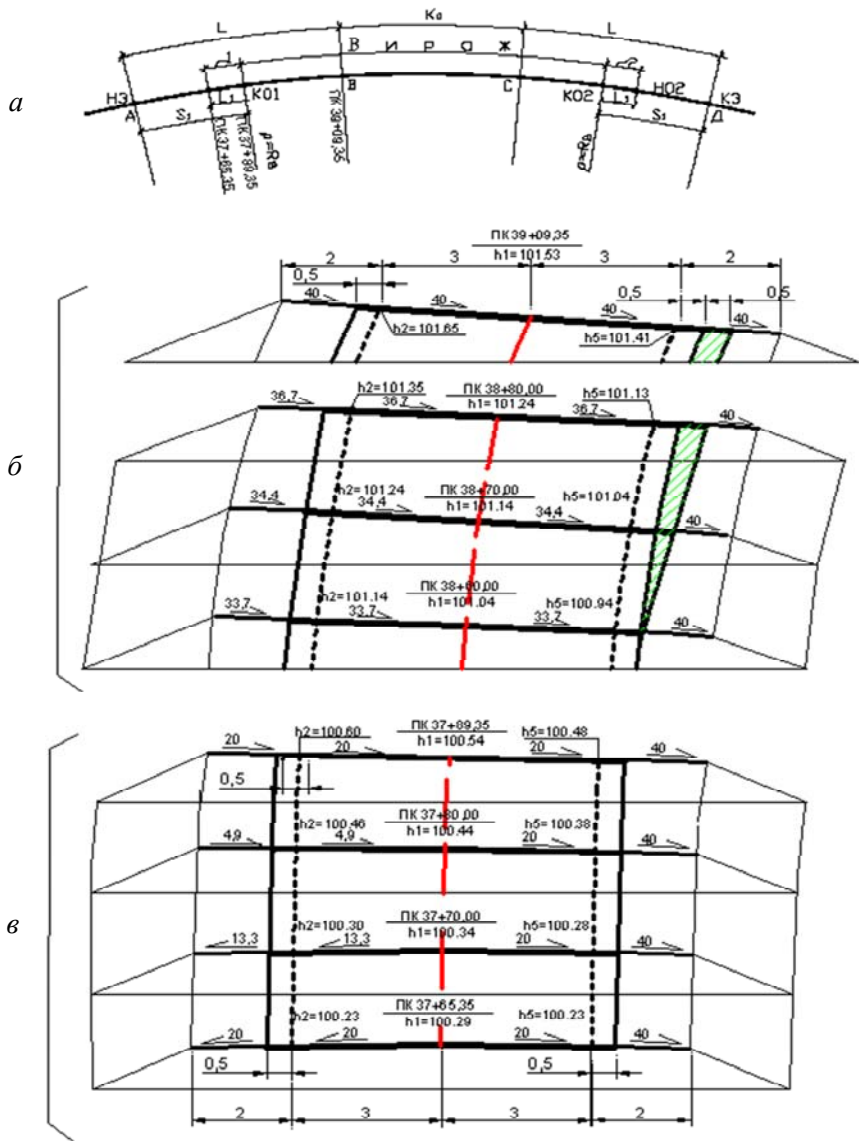 а
L
К₀
L
1
В И Р А Ж
2
НЗ
А
S₁
L₁
К01
В
С
К02
L₁
Н02
S₁
КЗ
Д
ПК 37+65,35
ПК 37+89,35
ρ=Rв
ПК 39+09,35
ρ=Rв
б
ПК 39+09,35
h1=101.53
2
3
3
2
0,5
0,5
0,5
40
40
40
40
h2=101.65
h5=101.41
h2=101.35
ПК 38+80,00
h1=101.24
h5=101.13
36,7
36,7
36,7
40
h2=101.24
ПК 38+70,00
h1=101.14
h5=101.04
34,4
34,4
34,4
40
h2=101.14
ПК 38+60,00
h1=101.04
h5=100.94
33,7
33,7
33,7
40
в
h2=100.60
ПК 37+89,35
h1=100.54
h5=100.48
20
20
20
40
0,5
h2=100.46
ПК 37+80,00
h1=100.44
h5=100.38
4,9
4,9
20
40
h2=100.30
ПК 37+70,00
h1=100.34
h5=100.28
13,3
13,3
20
40
h2=100.23
ПК 37+65,35
h1=100.29
h5=100.23
20
20
20
40
0,5
0,5
2
3
3
2